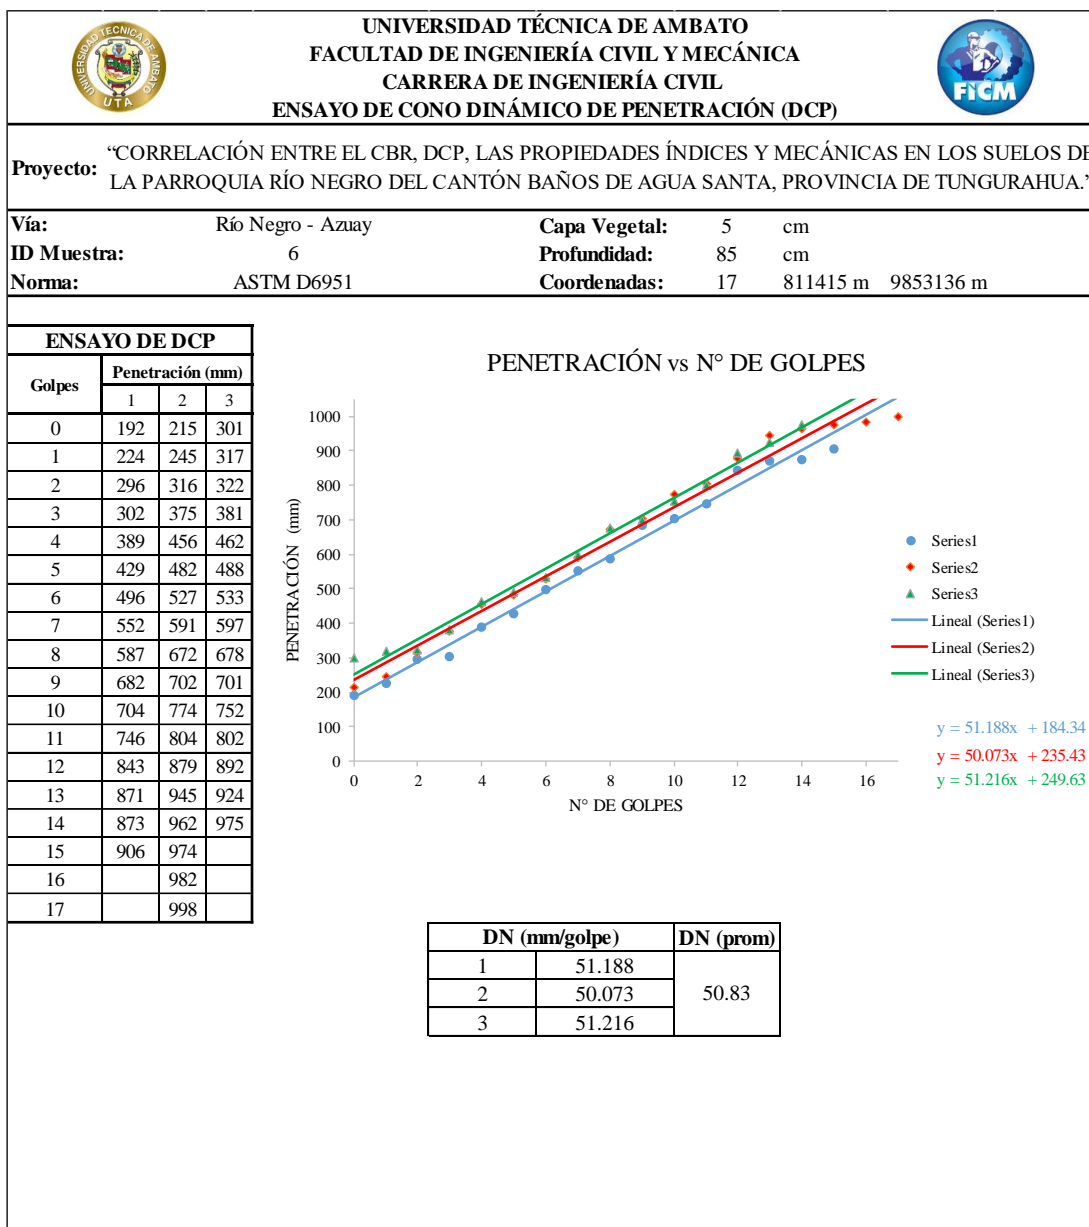 UNIVERSIDAD TÉCNICA DE AMBATO
FACULTAD DE INGENIERÍA CIVIL Y MECÁNICA
CARRERA DE INGENIERÍA CIVIL
ENSAYO DE CONO DINÁMICO DE PENETRACIÓN (DCP)
UNIVERSIDAD TECNICA DE AMBATO
UTA
FICM
Proyecto: “CORRELACIÓN ENTRE EL CBR, DCP, LAS PROPIEDADES ÍNDICES Y MECÁNICAS EN LOS SUELOS DE
LA PARROQUIA RÍO NEGRO DEL CANTÓN BAÑOS DE AGUA SANTA, PROVINCIA DE TUNGURAHUA.”
Vía: Río Negro - Azuay Capa Vegetal: 5 cm
ID Muestra: 6 Profundidad: 85 cm
Norma: ASTM D6951 Coordenadas: 17 811415 m 9853136 m
ENSAYO DE DCP
Golpes Penetración (mm)
1 2 3
0 192 215 301
1 224 245 317
2 296 316 322
3 302 375 381
4 389 456 462
5 429 482 488
6 496 527 533
7 552 591 597
8 587 672 678
9 682 702 701
10 704 774 752
11 746 804 802
12 843 879 892
13 871 945 924
14 873 962 975
15 906 974
16 982
17 998
PENETRACIÓN vs N° DE GOLPES
PENETRACIÓN (mm)
1000
900
800
700
600
500
400
300
200
100
0
0 2 4 6 8 10 12 14 16
N° DE GOLPES
Series1
Series2
Series3
Lineal (Series1)
Lineal (Series2)
Lineal (Series3)
y = 51.188x + 184.34
y = 50.073x + 235.43
y = 51.216x + 249.63
DN (mm/golpe) DN (prom)
1 51.188
2 50.073 50.83
3 51.216